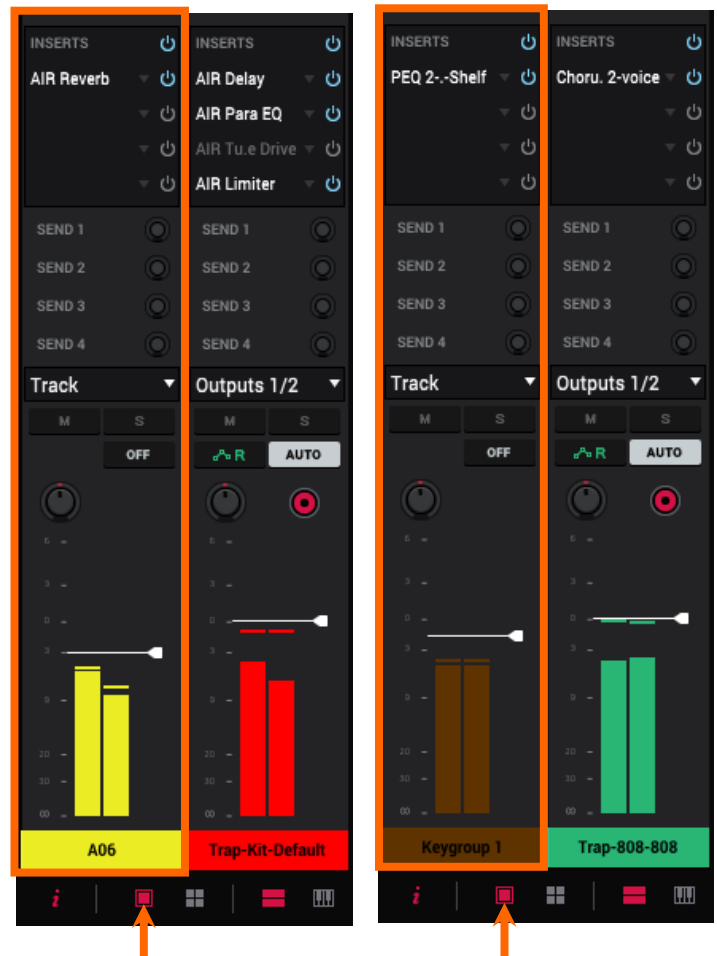 INSERTS
AIR Reverb
SEND 1
SEND 2
SEND 3
SEND 4
Track
M S
OFF
6
3
0
3
9
20
30
∞
A06
INSERTS
AIR Delay
AIR Para EQ
AIR Tu.e Drive
AIR Limiter
SEND 1
SEND 2
SEND 3
SEND 4
Outputs 1/2
M S
R AUTO
3
0
3
9
20
30
∞
Trap-Kit-Default
i
INSERTS
PEQ 2-.-Shelf
SEND 1
SEND 2
SEND 3
SEND 4
Track
M S
OFF
6
3
0
3
9
20
30
∞
Keygroup 1
INSERTS
Choru. 2-voice
SEND 1
SEND 2
SEND 3
SEND 4
Outputs 1/2
M S
R AUTO
6
3
0
3
9
20
30
∞
Trap-808-808
i